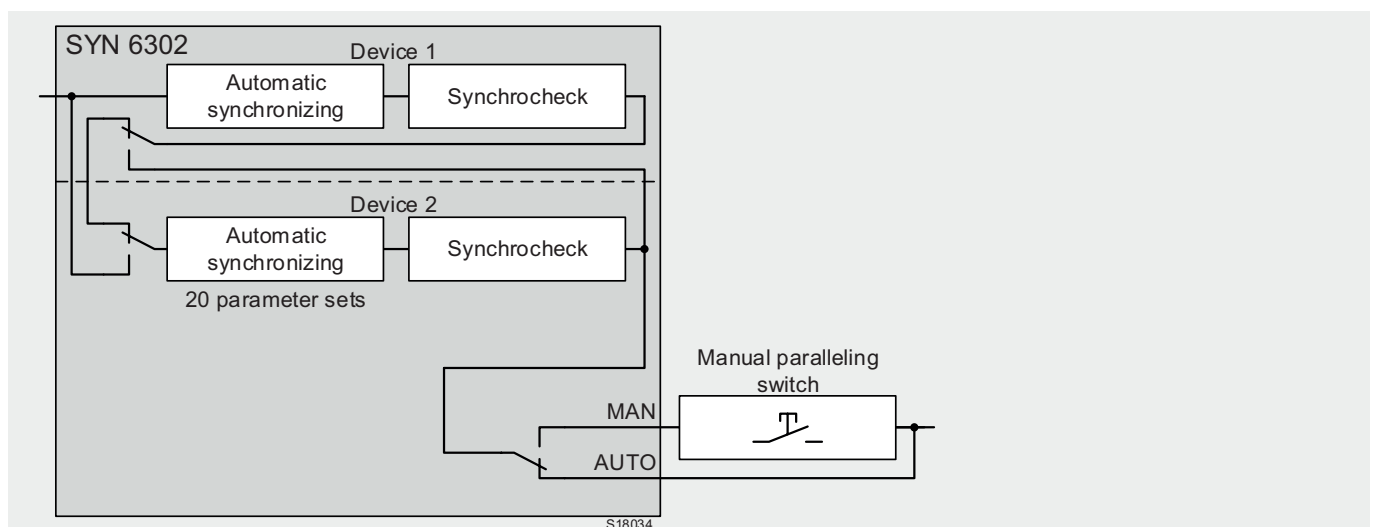 SYN 6302
Device 1
Automatic
synchronizing
Synchrocheck
Device 2
Automatic
synchronizing
Synchrocheck
20 parameter sets
Manual paralleling
switch
MAN
AUTO
S18034